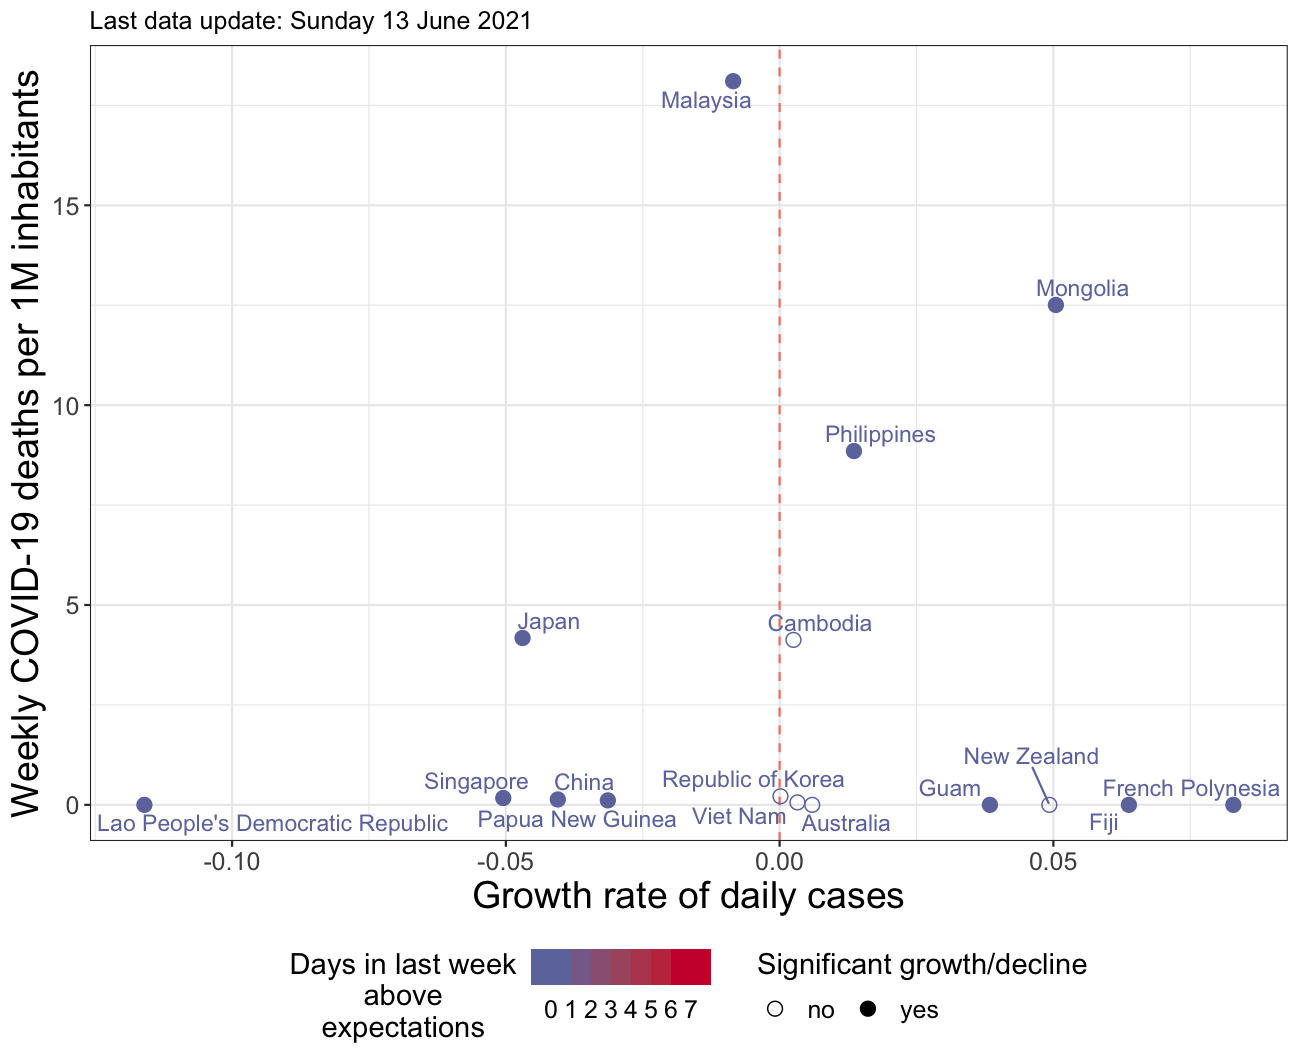 Last data update: Sunday 13 June 2021
Weekly COVID-19 deaths per 1M inhabitants
15
10
5
0
Malaysia
Mongolia
Philippines
Japan
Cambodia
New Zealand
Republic of Korea
Singapore
China
Guam
French Polynesia
Lao People's Democratic Republic
Papua New Guinea
Viet Nam
Australia
Fiji
-0.10
-0.05
0.00
0.05
Growth rate of daily cases
Days in last week
above
expectations
0 1 2 3 4 5 6 7
Significant growth/decline
no
yes